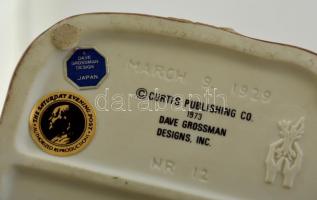 A
DAVE
GROSSMAN
DESIGN
JAPAN
MARCH 9, 1929
© CURTIS PUBLISHING CO.
1973
DAVE GROSSMAN
DESIGNS, INC.
NR 12
THE SATURDAY EVENING POST
AUTHORIZED REPRODUCTION
darabanth